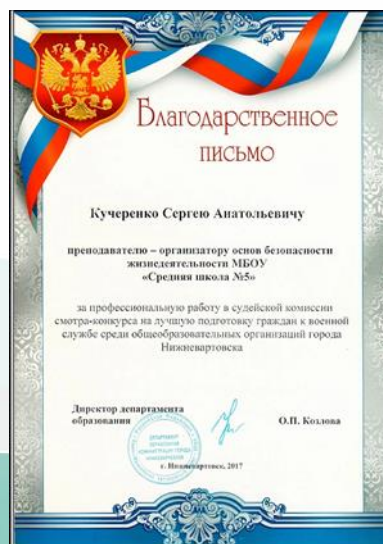 Благодарственное
письмо
Кучеренко Сергею Анатольевичу
преподавателю – организатору основ безопасности
жизнедеятельности МБОУ
«Средняя школа №5»
за профессиональную работу в судейской комиссии
смотра-конкурса на лучшую подготовку граждан к военной
службе среди общеобразовательных организаций города
Нижневартовска
Директор департамента
образования
О.П. Козлова
г. Нижневартовск, 2017